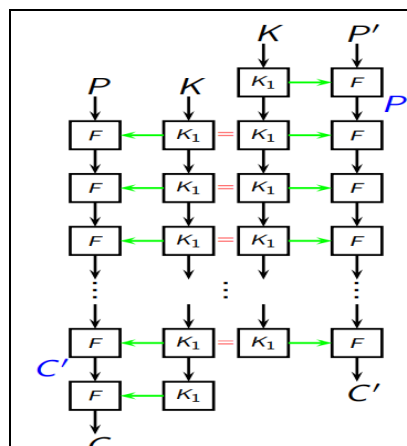 K P′
K₁ F
P K P
F K₁ = K₁ F
F K₁ = K₁ F
F K₁ = K₁ F
... ... ...
F K₁ = K₁ F
C′ C′
F K₁